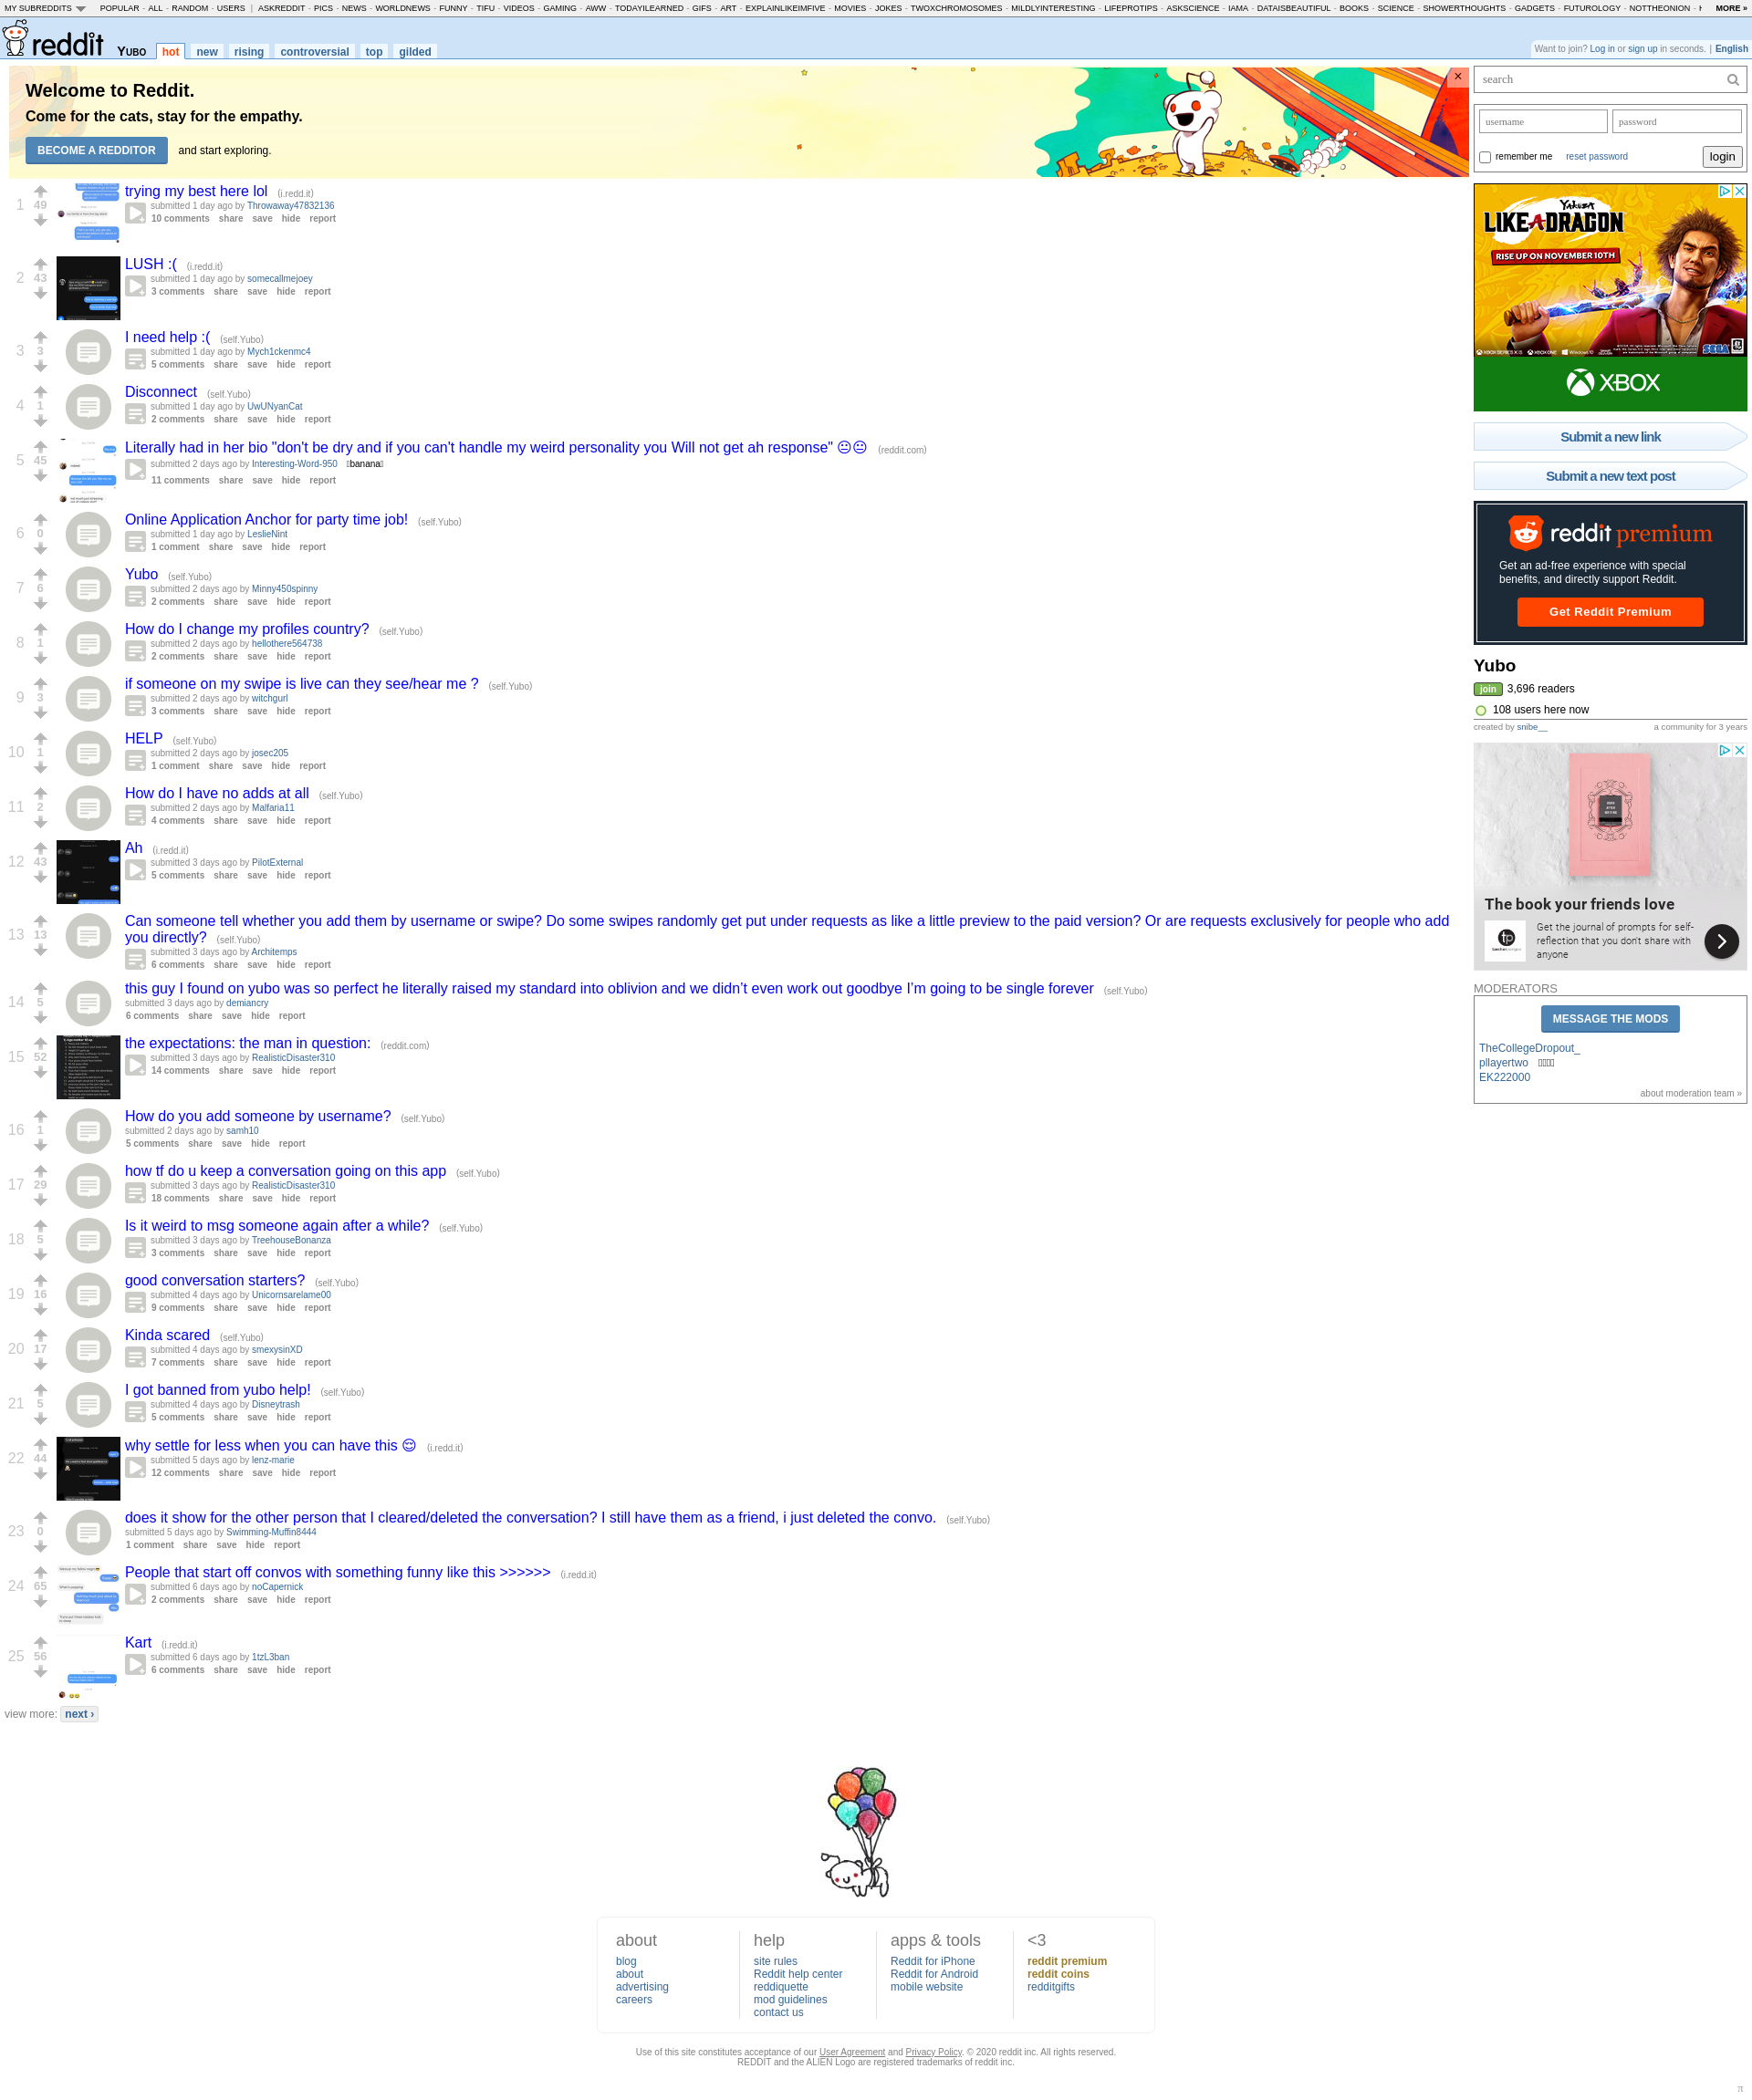 MY SUBREDDITS POPULAR - ALL - RANDOM - USERS | ASKREDDIT - PICS - NEWS - WORLDNEWS - FUNNY - TIFU - VIDEOS - GAMING - AWW - TODAYILEARNED - GIFS - ART - EXPLAINLIKEIMFIVE - MOVIES - JOKES - TWOXCHROMOSOMES - MILDLYINTERESTING - LIFEPROTIPS - ASKSCIENCE - IAMA - DATAISBEAUTIFUL - BOOKS - SCIENCE - SHOWERTHOUGHTS - GADGETS - FUTUROLOGY - NOTTHEONION - MORE »
reddit YUBO hot new rising controversial top gilded
Want to join? Log in or sign up in seconds. | English
Welcome to Reddit.
Come for the cats, stay for the empathy.
BECOME A REDDITOR and start exploring.
1 49 trying my best here lol (i.redd.it)
submitted 1 day ago by Throwaway47832136
10 comments share save hide report
2 43 LUSH :( (i.redd.it)
submitted 1 day ago by somecallmejoey
3 comments share save hide report
3 3 I need help :( (self.Yubo)
submitted 1 day ago by Mych1ckenmc4
5 comments share save hide report
4 1 Disconnect (self.Yubo)
submitted 1 day ago by UwUNyanCat
2 comments share save hide report
5 45 Literally had in her bio "don't be dry and if you can't handle my weird personality you Will not get ah response" 😐😐 (reddit.com)
submitted 2 days ago by Interesting-Word-950 banana
11 comments share save hide report
6 0 Online Application Anchor for party time job! (self.Yubo)
submitted 1 day ago by LeslieNint
1 comment share save hide report
7 6 Yubo (self.Yubo)
submitted 2 days ago by Minny450spinny
2 comments share save hide report
8 1 How do I change my profiles country? (self.Yubo)
submitted 2 days ago by hellothere564738
2 comments share save hide report
9 3 if someone on my swipe is live can they see/hear me ? (self.Yubo)
submitted 2 days ago by witchgurl
3 comments share save hide report
10 1 HELP (self.Yubo)
submitted 2 days ago by josec205
1 comment share save hide report
11 2 How do I have no adds at all (self.Yubo)
submitted 2 days ago by Malfaria11
4 comments share save hide report
12 43 Ah (i.redd.it)
submitted 3 days ago by PilotExternal
5 comments share save hide report
13 13 Can someone tell whether you add them by username or swipe? Do some swipes randomly get put under requests as like a little preview to the paid version? Or are requests exclusively for people who add
you directly? (self.Yubo)
submitted 3 days ago by Architemps
6 comments share save hide report
14 5 this guy I found on yubo was so perfect he literally raised my standard into oblivion and we didn't even work out goodbye I'm going to be single forever (self.Yubo)
submitted 3 days ago by demiancry
6 comments share save hide report
15 52 the expectations: the man in question: (reddit.com)
submitted 3 days ago by RealisticDisaster310
14 comments share save hide report
16 1 How do you add someone by username? (self.Yubo)
submitted 2 days ago by samh10
5 comments share save hide report
17 29 how tf do u keep a conversation going on this app (self.Yubo)
submitted 3 days ago by RealisticDisaster310
18 comments share save hide report
18 5 Is it weird to msg someone again after a while? (self.Yubo)
submitted 3 days ago by TreehouseBonanza
3 comments share save hide report
19 16 good conversation starters? (self.Yubo)
submitted 4 days ago by Unicornsarelame00
9 comments share save hide report
20 17 Kinda scared (self.Yubo)
submitted 4 days ago by smexysinXD
7 comments share save hide report
21 5 I got banned from yubo help! (self.Yubo)
submitted 4 days ago by Disneytrash
5 comments share save hide report
22 44 why settle for less when you can have this 😌 (i.redd.it)
submitted 5 days ago by lenz-marie
12 comments share save hide report
23 0 does it show for the other person that I cleared/deleted the conversation? I still have them as a friend, i just deleted the convo. (self.Yubo)
submitted 5 days ago by Swimming-Muffin8444
1 comment share save hide report
24 65 People that start off convos with something funny like this >>>>>> (i.redd.it)
submitted 6 days ago by noCapernick
2 comments share save hide report
25 56 Kart (i.redd.it)
submitted 6 days ago by 1tzL3ban
6 comments share save hide report
view more: next ›
search
username password
remember me reset password login
Yakuza
LIKE A DRAGON
RISE UP ON NOVEMBER 10TH
XBOX SERIES X|S XBOX ONE Windows 10
SEGA
XBOX
Submit a new link
Submit a new text post
reddit premium
Get an ad-free experience with special
benefits, and directly support Reddit.
Get Reddit Premium
Yubo
join 3,696 readers
108 users here now
created by snibe__ a community for 3 years
The book your friends love
tp
Get the journal of prompts for self-
reflection that you don't share with
anyone
MODERATORS
MESSAGE THE MODS
TheCollegeDropout_
pllayertwo
EK222000
about moderation team »
about
blog
about
advertising
careers
help
site rules
Reddit help center
reddiquette
mod guidelines
contact us
apps & tools
Reddit for iPhone
Reddit for Android
mobile website
<3
reddit premium
reddit coins
redditgifts
Use of this site constitutes acceptance of our User Agreement and Privacy Policy. © 2020 reddit inc. All rights reserved.
REDDIT and the ALIEN Logo are registered trademarks of reddit inc.
π